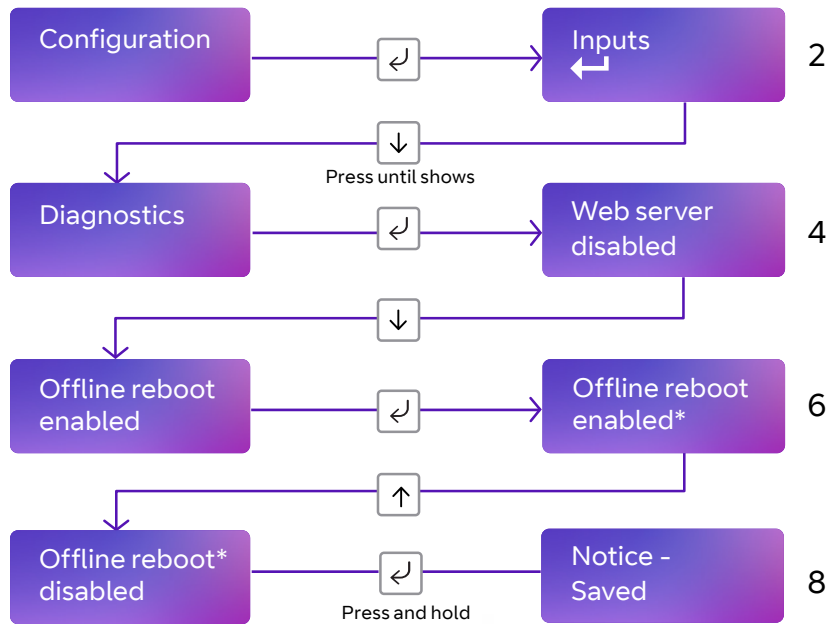 Configuration
Inputs
2
Press until shows
Diagnostics
Web server
disabled
4
Offline reboot
enabled
Offline reboot
enabled*
6
Offline reboot*
disabled
Notice -
Saved
8
Press and hold